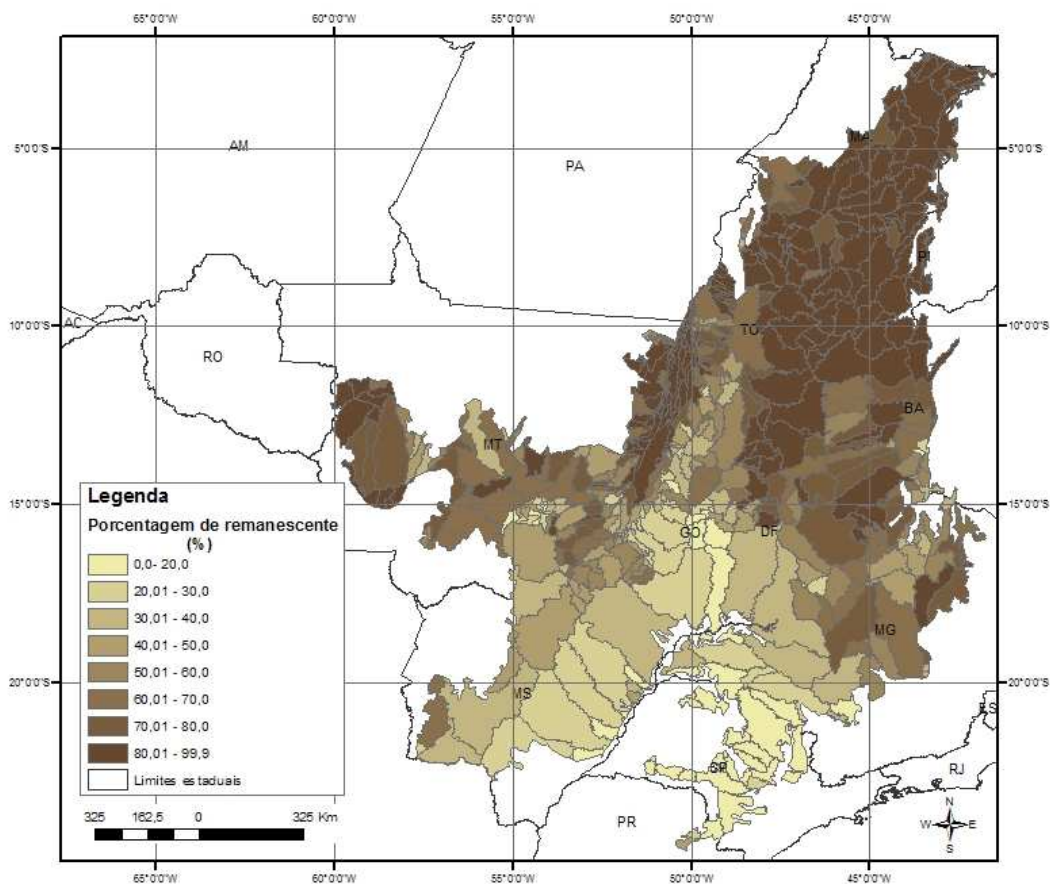 65°0'0"W 60°0'0"W 55°0'0"W 50°0'0"W 45°0'0"W
5°0'0"S 5°0'0"S
AM
PA
MA
PI
10°0'0"S 10°0'0"S
AC
RO
TO
BA
MT
15°0'0"S
GO
DF
MG
20°0'0"S 20°0'0"S
MS
ES
SP
RJ
PR
Legenda
Porcentagem de remanescente
(%)
0,0- 20,0
20,01 - 30,0
30,01 - 40,0
40,01 - 50,0
50,01 - 60,0
60,01 - 70,0
70,01 - 80,0
80,01 - 99,9
Limites estaduais
325 162,5 0 325 Km
N
W E
S
15°0'0"S
65°0'0"W 60°0'0"W 55°0'0"W 50°0'0"W 45°0'0"W